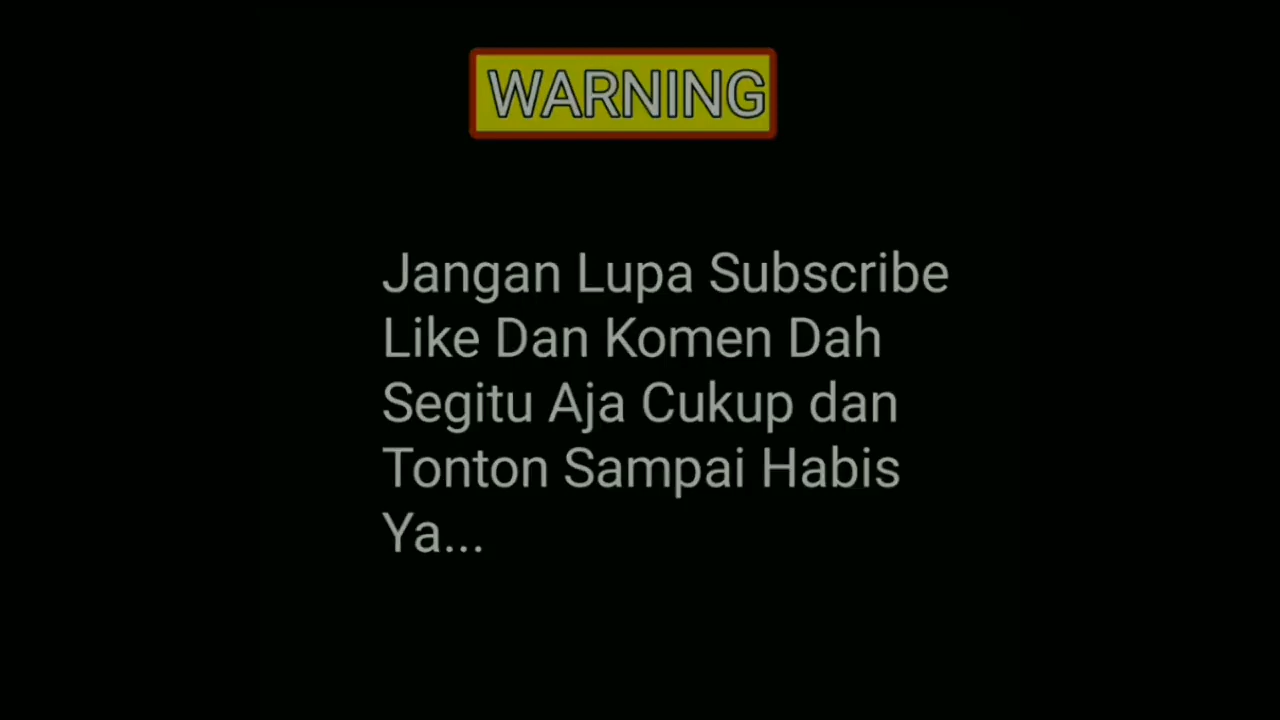 WARNING
Jangan Lupa Subscribe
Like Dan Komen Dah
Segitu Aja Cukup dan
Tonton Sampai Habis
Ya...